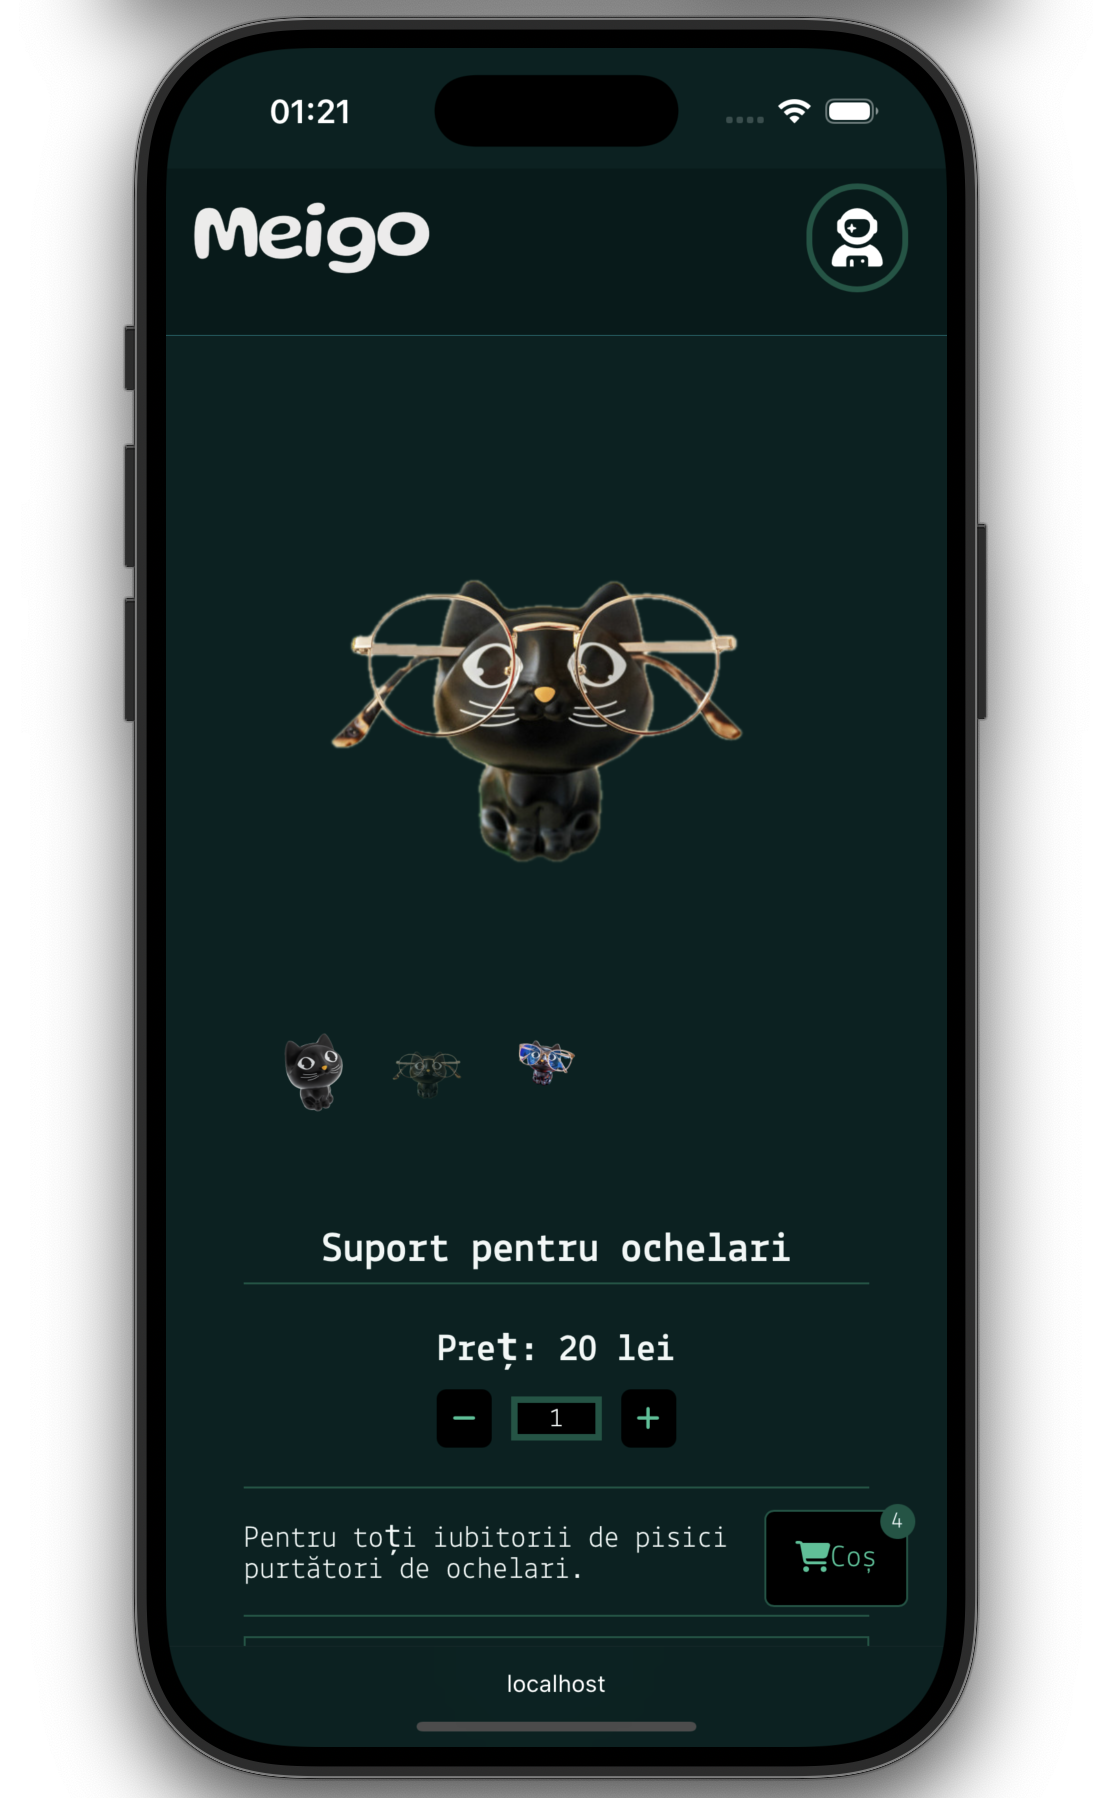 01:21
Meigo
Suport pentru ochelari
Preț: 20 lei
1
Pentru toți iubitorii de pisici
purtători de ochelari.
4
Coș
localhost